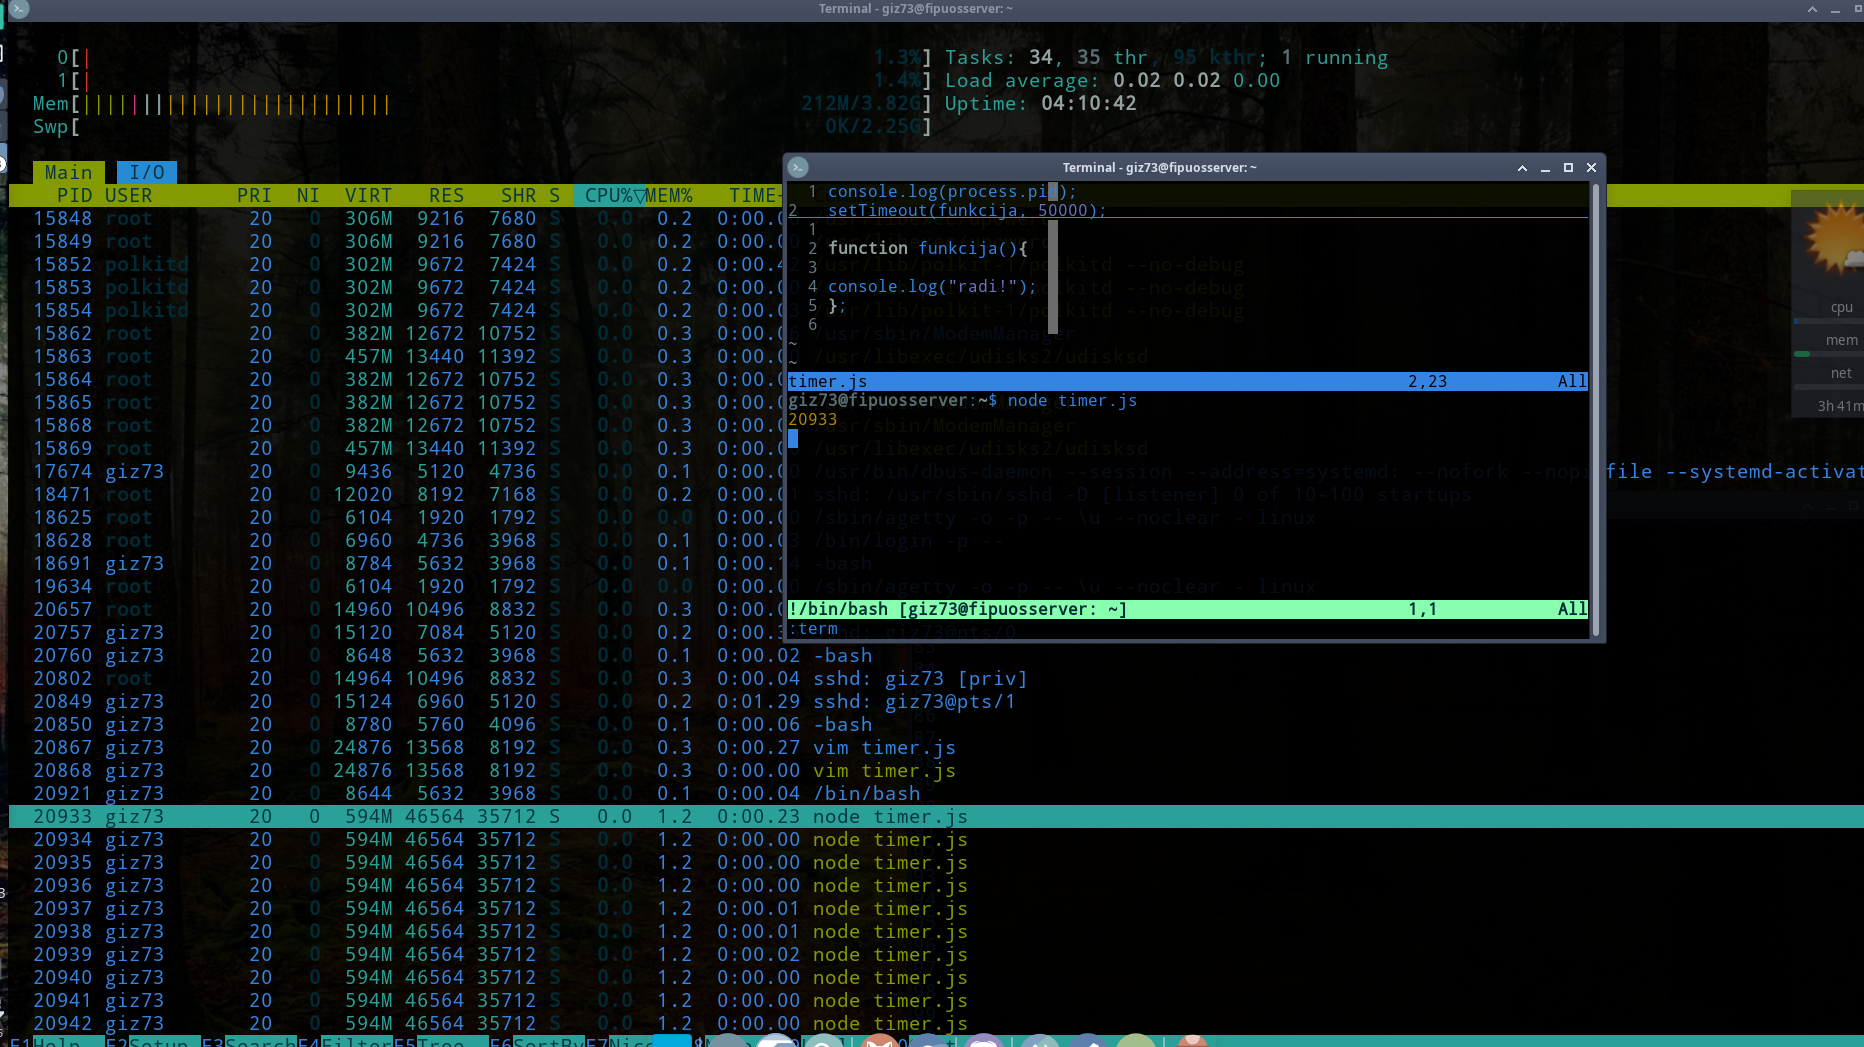 Terminal - giz73@fipuosserver: ~
0[| 1.3%] Tasks: 34, 35 thr, 95 kthr; 1 running
1[| 1.4%] Load average: 0.02 0.02 0.00
Mem[|||||||||||||||||||||||||| 212M/3.82G] Uptime: 04:10:42
Swp[ 0K/2.25G]
Main I/O
PID USER PRI NI VIRT RES SHR S CPU%▽MEM% TIME
15848 root 20 0 306M 9216 7680 S 0.0 0.2 0:00.
15849 root 20 0 306M 9216 7680 S 0.0 0.2 0:00.
15852 polkitd 20 0 302M 9672 7424 S 0.0 0.2 0:00. /usr/lib/polkit-1/polkitd --no-debug
15853 polkitd 20 0 302M 9672 7424 S 0.0 0.2 0:00. /usr/lib/polkit-1/polkitd --no-debug
15854 polkitd 20 0 302M 9672 7424 S 0.0 0.2 0:00. /usr/lib/polkit-1/polkitd --no-debug
15862 root 20 0 382M 12672 10752 S 0.0 0.3 0:00. /usr/sbin/ModemManager
15863 root 20 0 457M 13440 11392 S 0.0 0.3 0:00. /usr/libexec/udisks2/udisksd
15864 root 20 0 382M 12672 10752 S 0.0 0.3 0:00.
15865 root 20 0 382M 12672 10752 S 0.0 0.3 0:00.
15868 root 20 0 382M 12672 10752 S 0.0 0.3 0:00. /usr/sbin/ModemManager
15869 root 20 0 457M 13440 11392 S 0.0 0.3 0:00. /usr/libexec/udisks2/udisksd
17674 giz73 20 0 9436 5120 4736 S 0.0 0.1 0:00. /usr/bin/dbus-daemon --session --address=systemd: --nofork --nopidfile --systemd-activat
18471 root 20 0 12020 8192 7168 S 0.0 0.2 0:00. sshd: /usr/sbin/sshd -D [listener] 0 of 10-100 startups
18625 root 20 0 6104 1920 1792 S 0.0 0.0 0:00. /sbin/agetty -o -p -- \u --noclear - linux
18628 root 20 0 6960 4736 3968 S 0.0 0.1 0:00. /bin/login -p --
18691 giz73 20 0 8784 5632 3968 S 0.0 0.1 0:00. -bash
19634 root 20 0 6104 1920 1792 S 0.0 0.0 0:00. /sbin/agetty -o -p -- \u --noclear - linux
20657 root 20 0 14960 10496 8832 S 0.0 0.3 0:00.
20757 giz73 20 0 15120 7084 5120 S 0.0 0.2 0:00. sshd: giz73@pts/0
20760 giz73 20 0 8648 5632 3968 S 0.0 0.1 0:00.02 -bash
20802 root 20 0 14964 10496 8832 S 0.0 0.3 0:00.04 sshd: giz73 [priv]
20849 giz73 20 0 15124 6960 5120 S 0.0 0.2 0:01.29 sshd: giz73@pts/1
20850 giz73 20 0 8780 5760 4096 S 0.0 0.1 0:00.06 -bash
20867 giz73 20 0 24876 13568 8192 S 0.0 0.3 0:00.27 vim timer.js
20868 giz73 20 0 24876 13568 8192 S 0.0 0.3 0:00.00 vim timer.js
20921 giz73 20 0 8644 5632 3968 S 0.0 0.1 0:00.04 /bin/bash
20933 giz73 20 0 594M 46564 35712 S 0.0 1.2 0:00.23 node timer.js
20934 giz73 20 0 594M 46564 35712 S 0.0 1.2 0:00.00 node timer.js
20935 giz73 20 0 594M 46564 35712 S 0.0 1.2 0:00.00 node timer.js
20936 giz73 20 0 594M 46564 35712 S 0.0 1.2 0:00.00 node timer.js
20937 giz73 20 0 594M 46564 35712 S 0.0 1.2 0:00.01 node timer.js
20938 giz73 20 0 594M 46564 35712 S 0.0 1.2 0:00.01 node timer.js
20939 giz73 20 0 594M 46564 35712 S 0.0 1.2 0:00.02 node timer.js
20940 giz73 20 0 594M 46564 35712 S 0.0 1.2 0:00.00 node timer.js
20941 giz73 20 0 594M 46564 35712 S 0.0 1.2 0:00.00 node timer.js
20942 giz73 20 0 594M 46564 35712 S 0.0 1.2 0:00.00 node timer.js
F1Help F2Setup F3SearchF4FilterF5Tree F6SortByF7Nice
Terminal - giz73@fipuosserver: ~
1 console.log(process.pid);
2 setTimeout(funkcija, 50000);
1
2 function funkcija(){
3
4 console.log("radi!");
5 };
6
~
~
timer.js 2,23 All
giz73@fipuosserver:~$ node timer.js
20933
!/bin/bash [giz73@fipuosserver: ~] 1,1 All
:term
cpu
mem
net
3h 41m